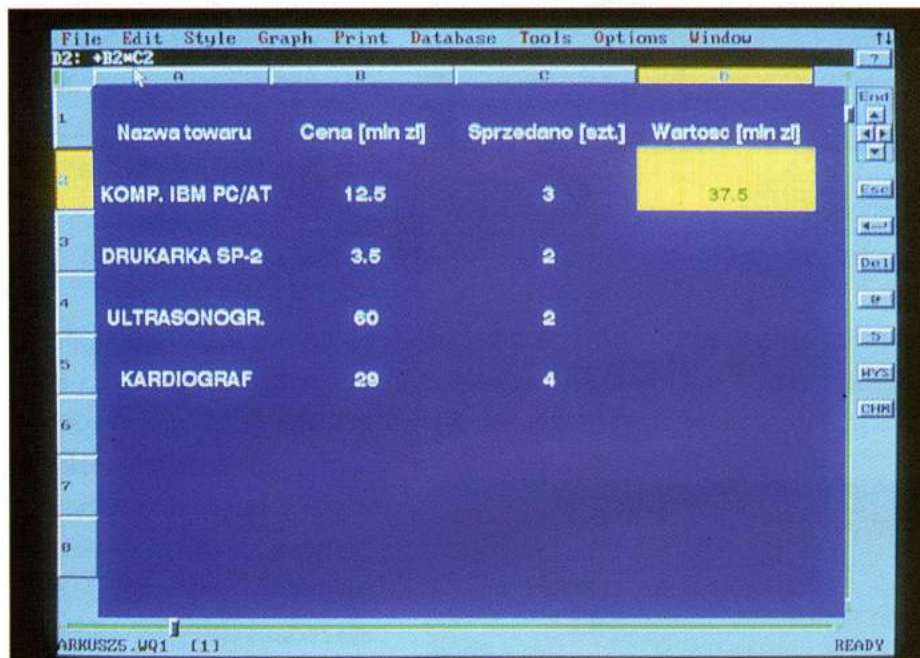 File Edit Style Graph Print Database Tools Options Window ↑↓
D2: +B2*C2 ?
A B C D
End
1 Nazwa towaru Cena [mln zl] Sprzedano [szt.] Wartosc [mln zl]
2 KOMP. IBM PC/AT 12.5 3 37.5 Esc
3 DRUKARKA SP-2 3.5 2
Del
4 ULTRASONOGR. 60 2 @
5
5 KARDIOGRAF 29 4 WYS
CHR
6
7
8
ARKUSZ5.WQ1 [1] READY